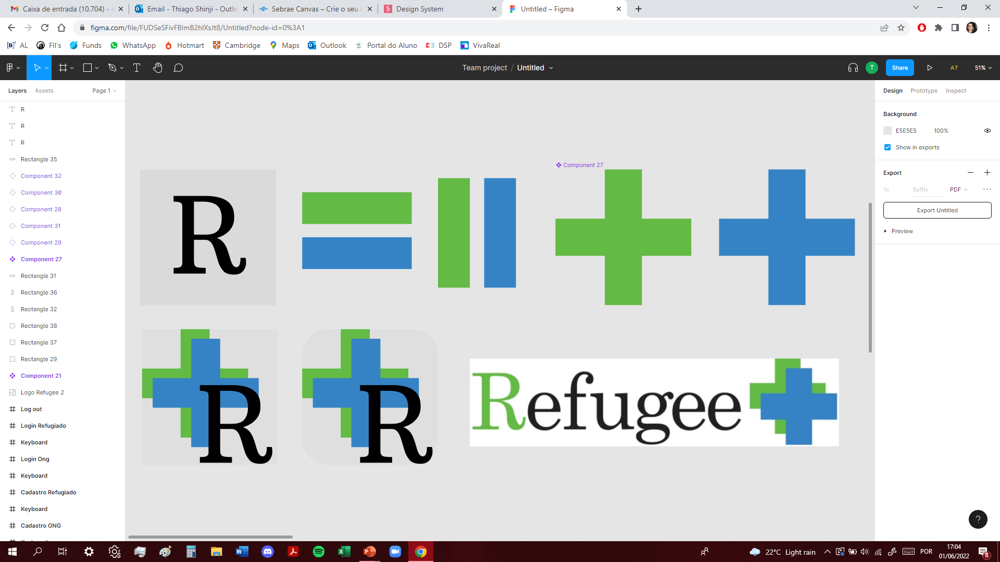 Caixa de entrada (10.704) - s
Email - Thiago Shinji - Outlo
Sebrae Canvas – Crie o seu
Design System
Untitled – Figma
figma.com/file/FUDSeSFivFBlmB2hlXsJt8/Untitled?node-id=0%3A1
AL
FII's
Funds
WhatsApp
Hotmart
Cambridge
Maps
Outlook
Portal do Aluno
DSP
VivaReal
Team project / Untitled
T
Share
A?
51%
Layers
Assets
Page 1
Design
Prototype
Inspect
R
R
R
Rectangle 35
Component 32
Component 30
Component 28
Component 31
Component 29
Component 27
Rectangle 31
Rectangle 36
Rectangle 32
Rectangle 38
Rectangle 37
Rectangle 29
Component 21
Logo Refugee 2
Log out
Login Refugiado
Keyboard
Login Ong
Keyboard
Cadastro Refugiado
Keyboard
Cadastro ONG
Component 27
R
R
R
Refugee
Background
E5E5E5
100%
Show in exports
Export
1x
Suffix
PDF
Export Untitled
Preview
?
22°C Light rain
POR
17:04
01/06/2022
8